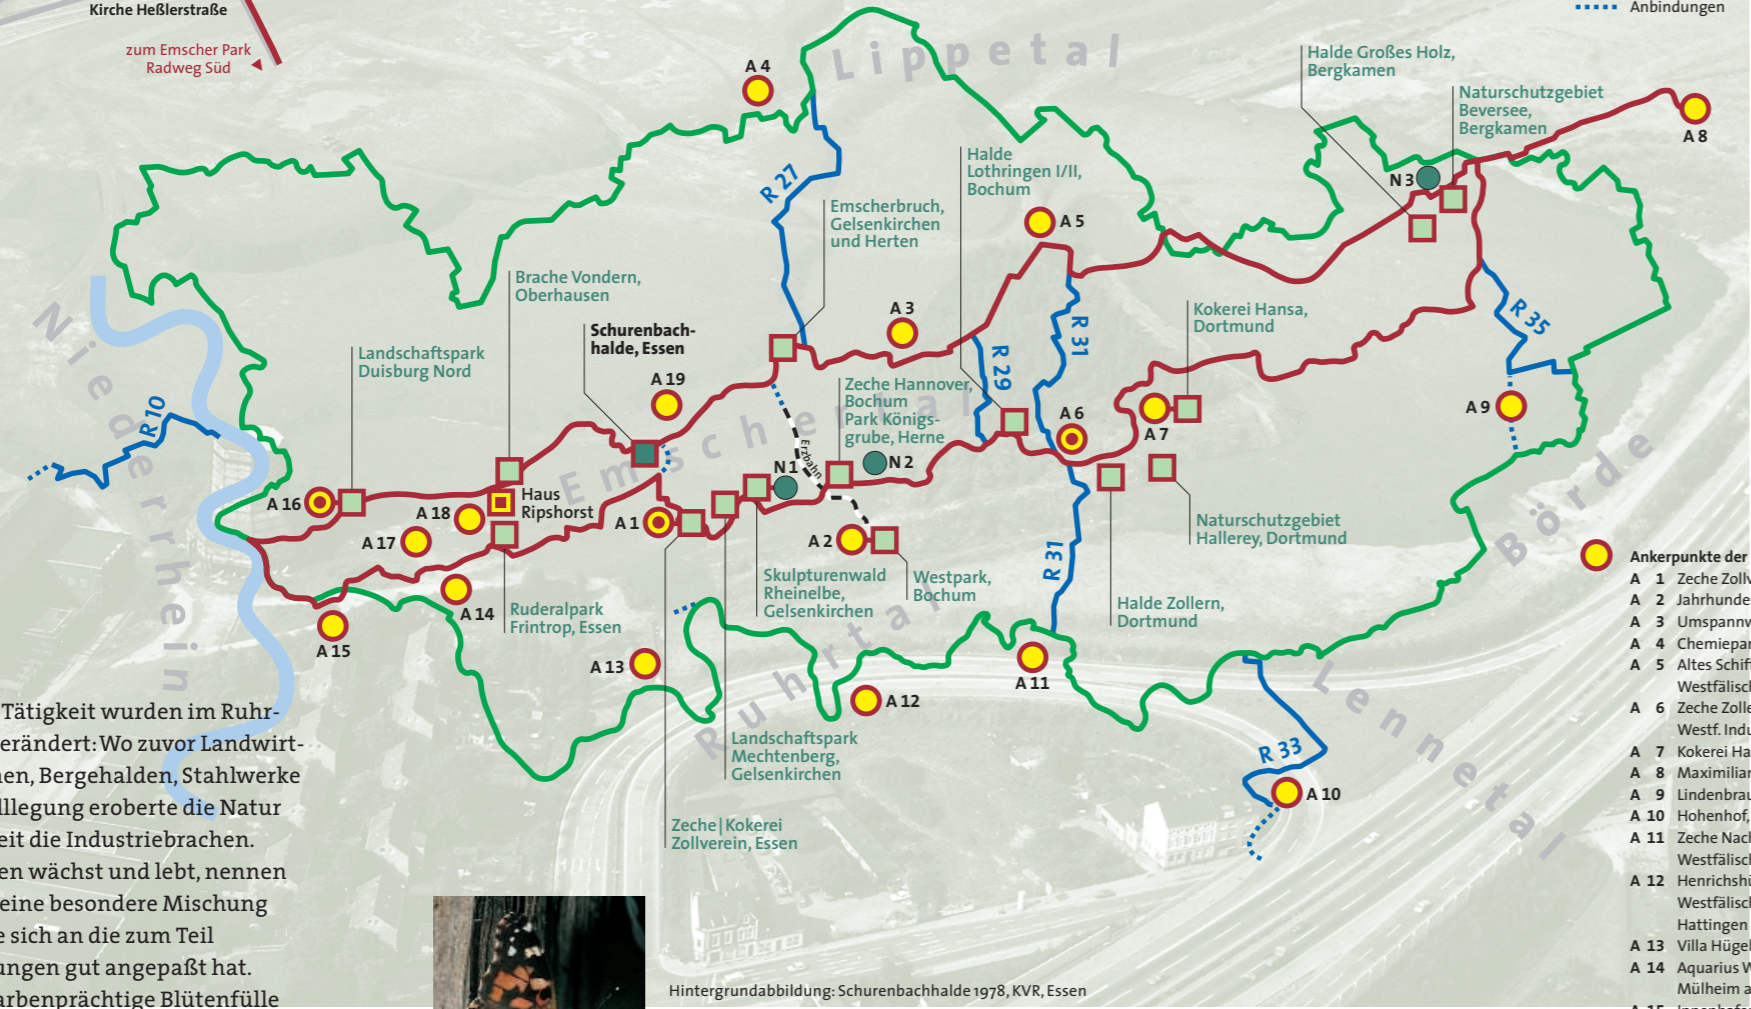 Kirche Heßlerstraße
zum Emscher Park
Radweg Süd
Anbindungen
Lippetal
Halde Großes Holz,
Bergkamen
Naturschutzgebiet
Beversee,
Bergkamen
A 4
A 8
N 3
R 27
Halde
Lothringen I/II,
Bochum
Emscherbruch,
Gelsenkirchen
und Herten
A 5
Brache Vondern,
Oberhausen
Schurenbach-
halde, Essen
A 3
R 31
R 35
Kokerei Hansa,
Dortmund
Niederrhein
Landschaftspark
Duisburg Nord
A 19
R 29
Zeche Hannover,
Bochum
Park Königs-
grube, Herne
Emschertal
A 6
A 7
A 9
R 10
Erzbahn
N 1
N 2
A 16
A 18
Haus
Ripshorst
A 17
A 1
A 2
Naturschutzgebiet
Hallerey, Dortmund
Börde
R 31
Skulpturenwald
Rheinelbe,
Gelsenkirchen
Westpark,
Bochum
Halde Zollern,
Dortmund
A 14
Ruderalpark
Frintrop, Essen
A 15
A 13
Ruhrtal
A 11
A 12
Lennetal
Landschaftspark
Mechtenberg,
Gelsenkirchen
R 33
A 10
Zeche|Kokerei
Zollverein, Essen
Tätigkeit wurden im Ruhr-
erändert: Wo zuvor Landwirt-
en, Bergehalden, Stahlwerke
lllegung eroberte die Natur
eit die Industriebrachen.
en wächst und lebt, nennen
eine besondere Mischung
e sich an die zum Teil
ungen gut angepaßt hat.
arbenprächtige Blütenfülle
Hintergrundabbildung: Schurenbachhalde 1978, KVR, Essen
Ankerpunkte der
A 1 Zeche Zollv
A 2 Jahrhunde
A 3 Umspannw
A 4 Chemiepar
A 5 Altes Schiff
Westfälisch
A 6 Zeche Zolle
Westf. Indu
A 7 Kokerei Ha
A 8 Maximilian
A 9 Lindenbrau
A 10 Hohenhof,
A 11 Zeche Nach
Westfälisch
A 12 Henrichshü
Westfälisch
Hattingen
A 13 Villa Hügel
A 14 Aquarius W
Mülheim a